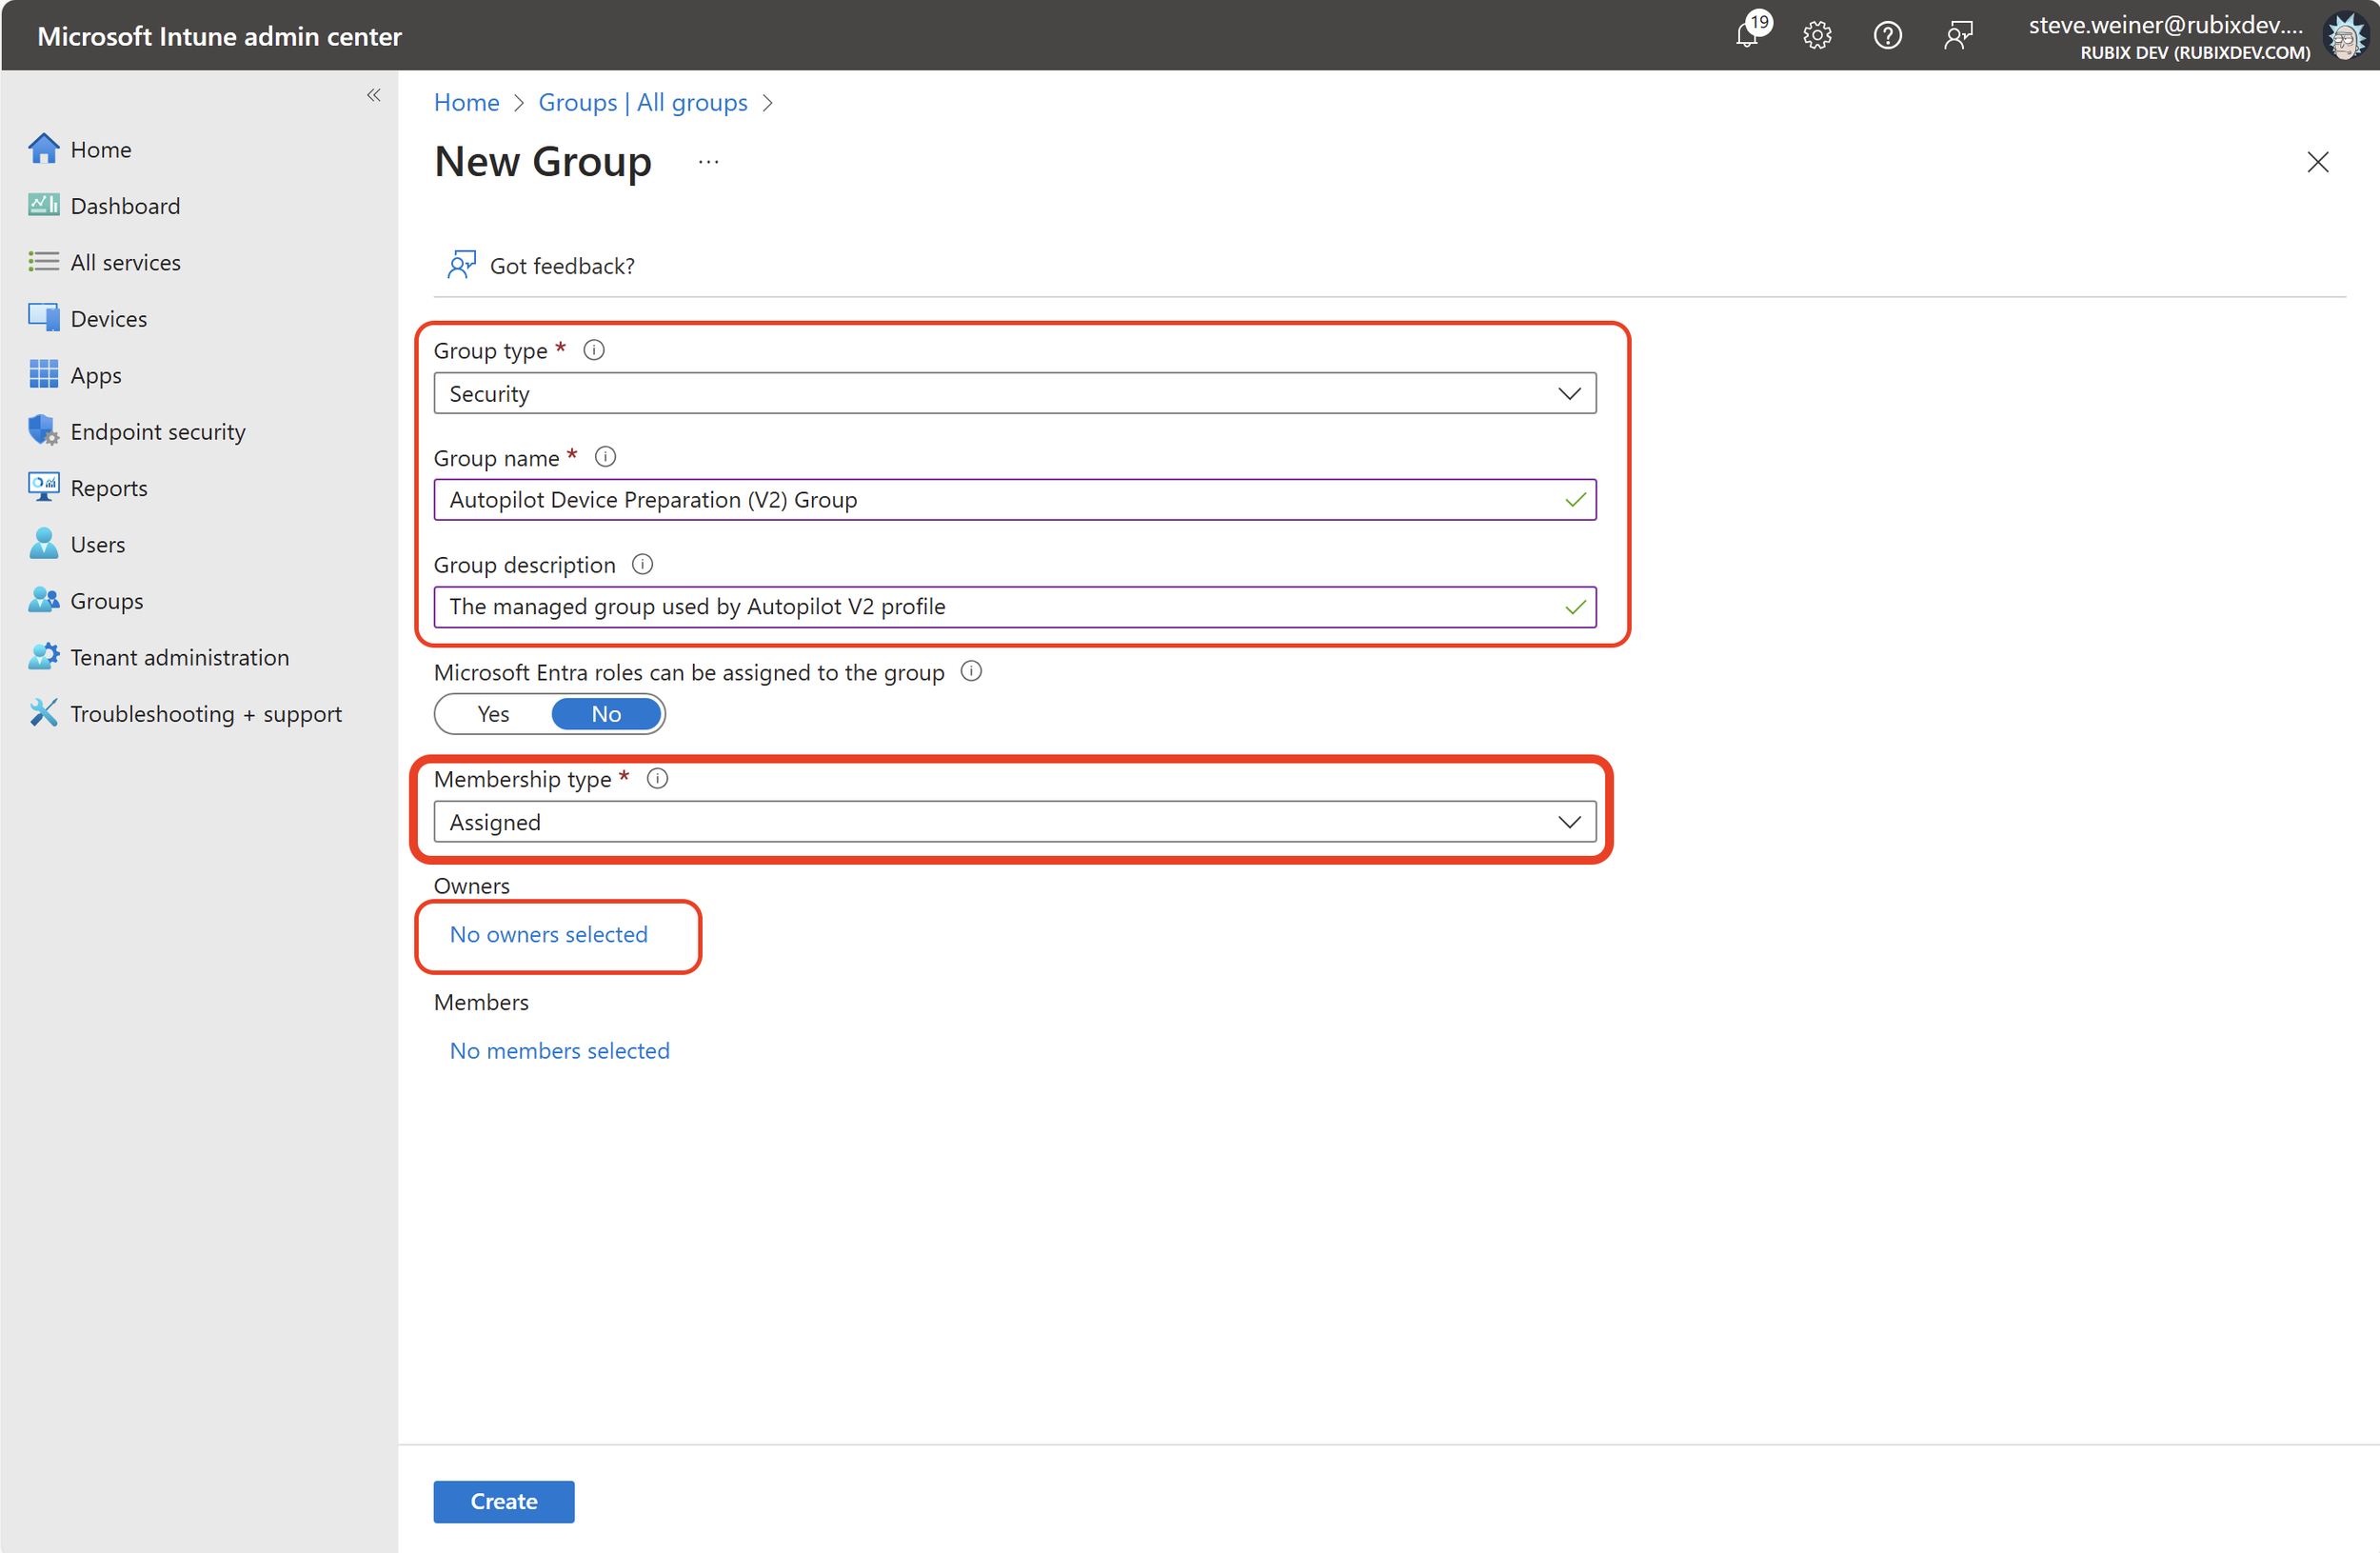 Microsoft Intune admin center
19
steve.weiner@rubixdev....
RUBIX DEV (RUBIXDEV.COM)
Home
Dashboard
All services
Devices
Apps
Endpoint security
Reports
Users
Groups
Tenant administration
Troubleshooting + support
Home > Groups | All groups >
New Group ...
Got feedback?
Group type *
Security
Group name *
Autopilot Device Preparation (V2) Group
Group description
The managed group used by Autopilot V2 profile
Microsoft Entra roles can be assigned to the group
Yes No
Membership type *
Assigned
Owners
No owners selected
Members
No members selected
Create